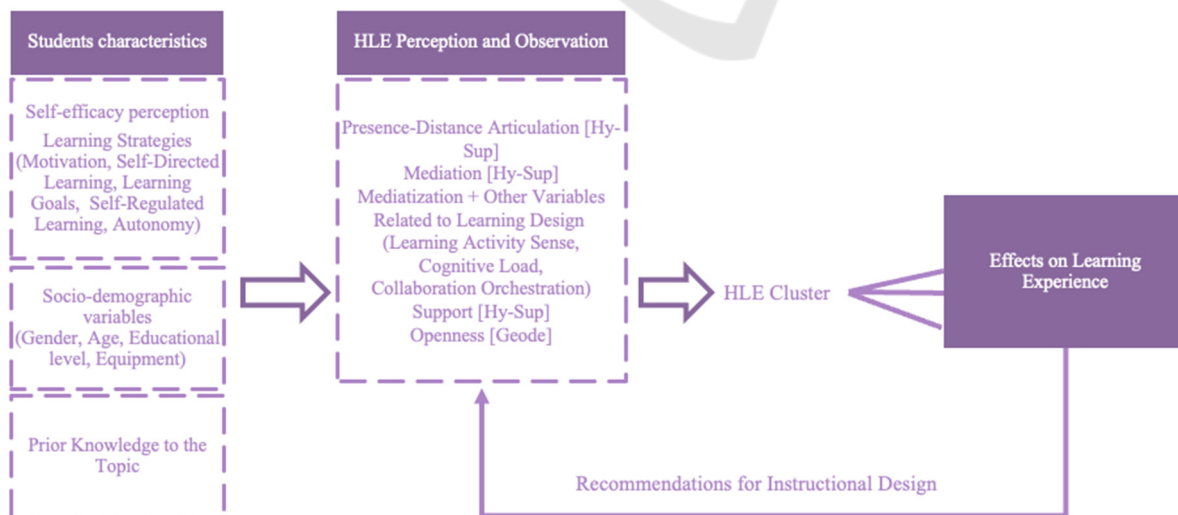 Students characteristics
Self-efficacy perception
Learning Strategies
(Motivation, Self-Directed
Learning, Learning
Goals, Self-Regulated
Learning, Autonomy)
Socio-demographic
variables
(Gender, Age, Educational
level, Equipment)
Prior Knowledge to the
Topic
HLE Perception and Observation
Presence-Distance Articulation [Hy-
Sup]
Mediation [Hy-Sup]
Mediatization + Other Variables
Related to Learning Design
(Learning Activity Sense,
Cognitive Load,
Collaboration Orchestration)
Support [Hy-Sup]
Openness [Geode]
HLE Cluster
Effects on Learning
Experience
Recommendations for Instructional Design